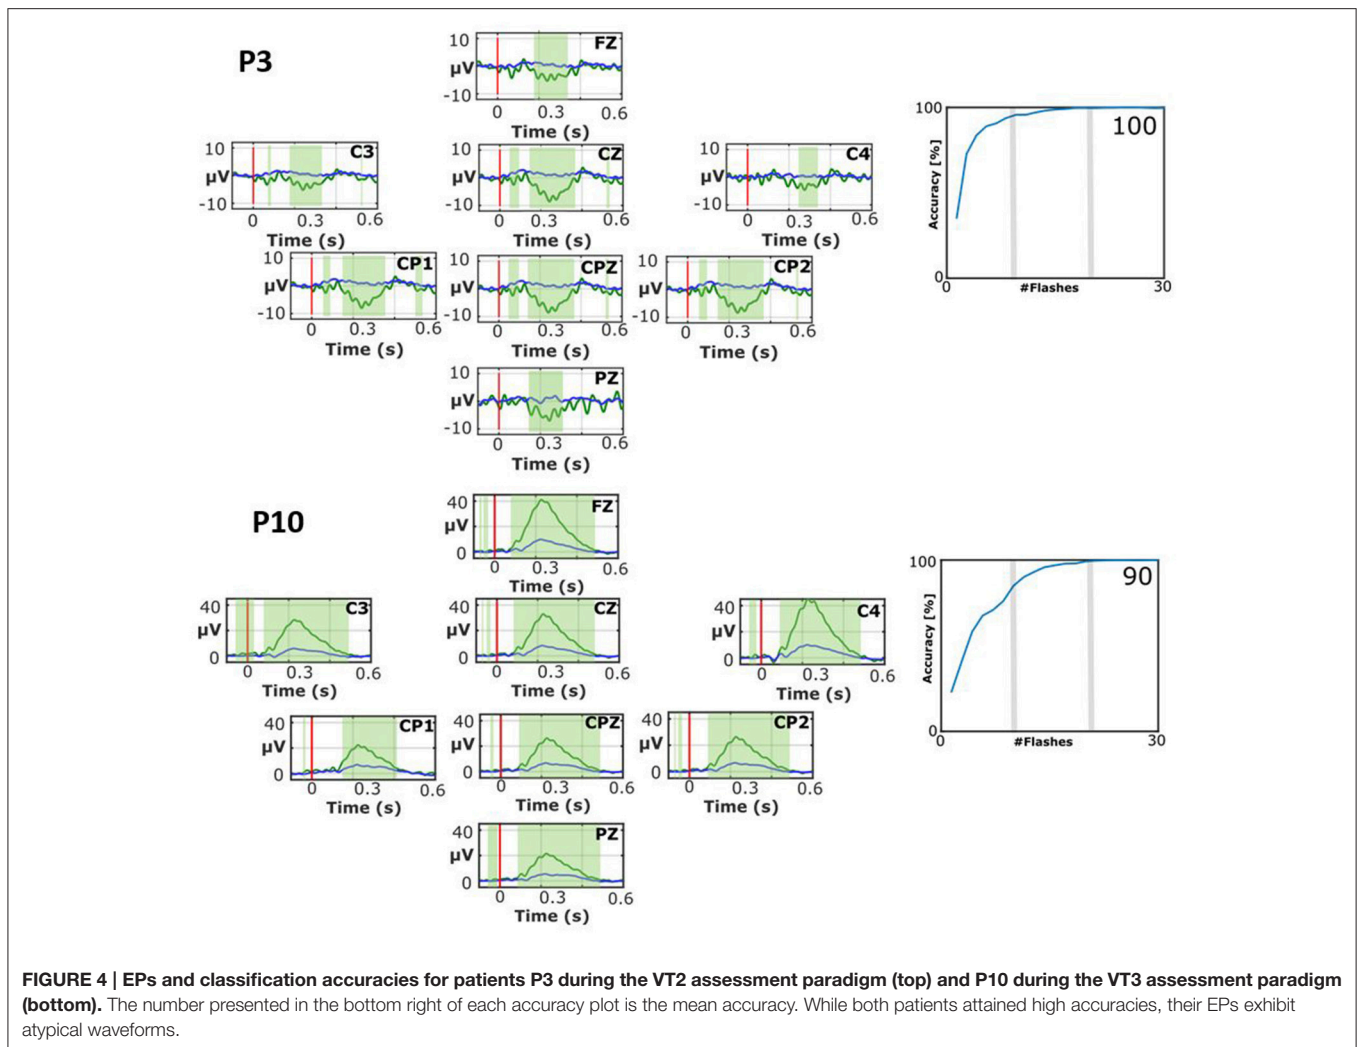 P3
10
FZ
µV
-10
0 0.3 0.6
Time (s)
10
C3
µV
-10
0 0.3 0.6
Time (s)
10
CZ
µV
-10
0 0.3 0.6
Time (s)
10
C4
µV
-10
0 0.3 0.6
Time (s)
100
100
Accuracy [%]
0
0 #Flashes 30
10
CP1
µV
-10
0 0.3 0.6
Time (s)
10
CPZ
µV
-10
0 0.3 0.6
Time (s)
10
CP2
µV
-10
0 0.3 0.6
Time (s)
10
PZ
µV
-10
0 0.3 0.6
Time (s)
P10
40
FZ
µV
0
0 0.3 0.6
Time (s)
40
C3
µV
0
0 0.3 0.6
Time (s)
40
CZ
µV
0
0 0.3 0.6
Time (s)
40
C4
µV
0
0 0.3 0.6
Time (s)
100
90
Accuracy [%]
0
0 #Flashes 30
40
CP1
µV
0
0 0.3 0.6
Time (s)
40
CPZ
µV
0
0 0.3 0.6
Time (s)
40
CP2
µV
0
0 0.3 0.6
Time (s)
40
PZ
µV
0
0 0.3 0.6
Time (s)
FIGURE 4 | EPs and classification accuracies for patients P3 during the VT2 assessment paradigm (top) and P10 during the VT3 assessment paradigm
(bottom). The number presented in the bottom right of each accuracy plot is the mean accuracy. While both patients attained high accuracies, their EPs exhibit
atypical waveforms.